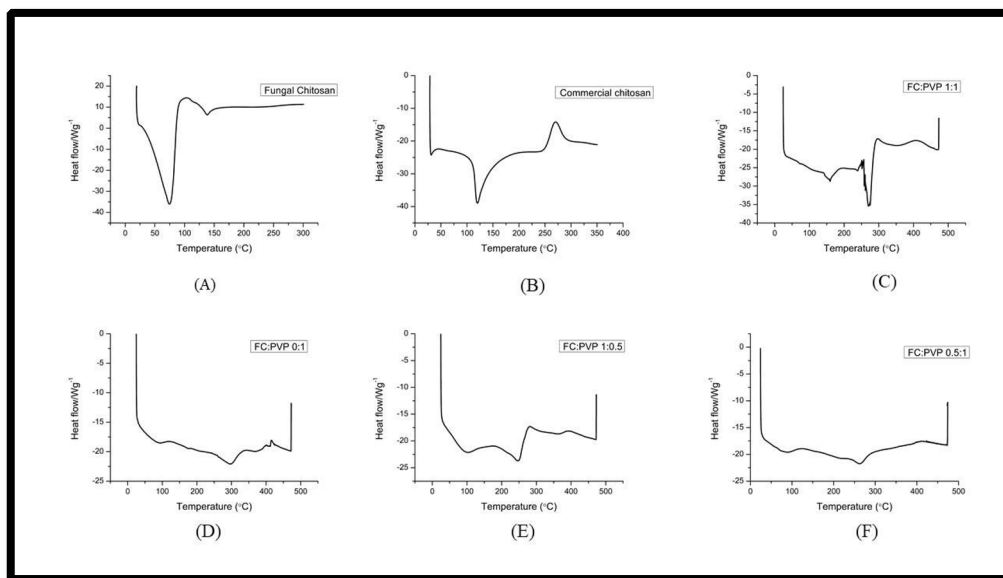 20
10
0
-10
-20
-30
-40
Heat flow/Wg⁻¹
Fungal Chitosan
0 50 100 150 200 250 300
Temperature (°C)
(A)
0
-10
-20
-30
-40
Heat flow/Wg⁻¹
Commercial chitosan
0 50 100 150 200 250 300 350 400
Temperature (°C)
(B)
0
-5
-10
-15
-20
-25
-30
-35
Heat flow/Wg⁻¹
FC:PVP 1:1
0 100 200 300 400 500
Temperature (°C)
(C)
0
-5
-10
-15
-20
-25
Heat flow/Wg⁻¹
FC:PVP 0:1
0 100 200 300 400 500
Temperature (°C)
(D)
0
-5
-10
-15
-20
-25
Heat flow/Wg⁻¹
FC:PVP 1:0.5
0 100 200 300 400 500
Temperature (°C)
(E)
0
-5
-10
-15
-20
-25
Heat flow/Wg⁻¹
FC:PVP 0.5:1
0 100 200 300 400 500
Temperature (°C)
(F)